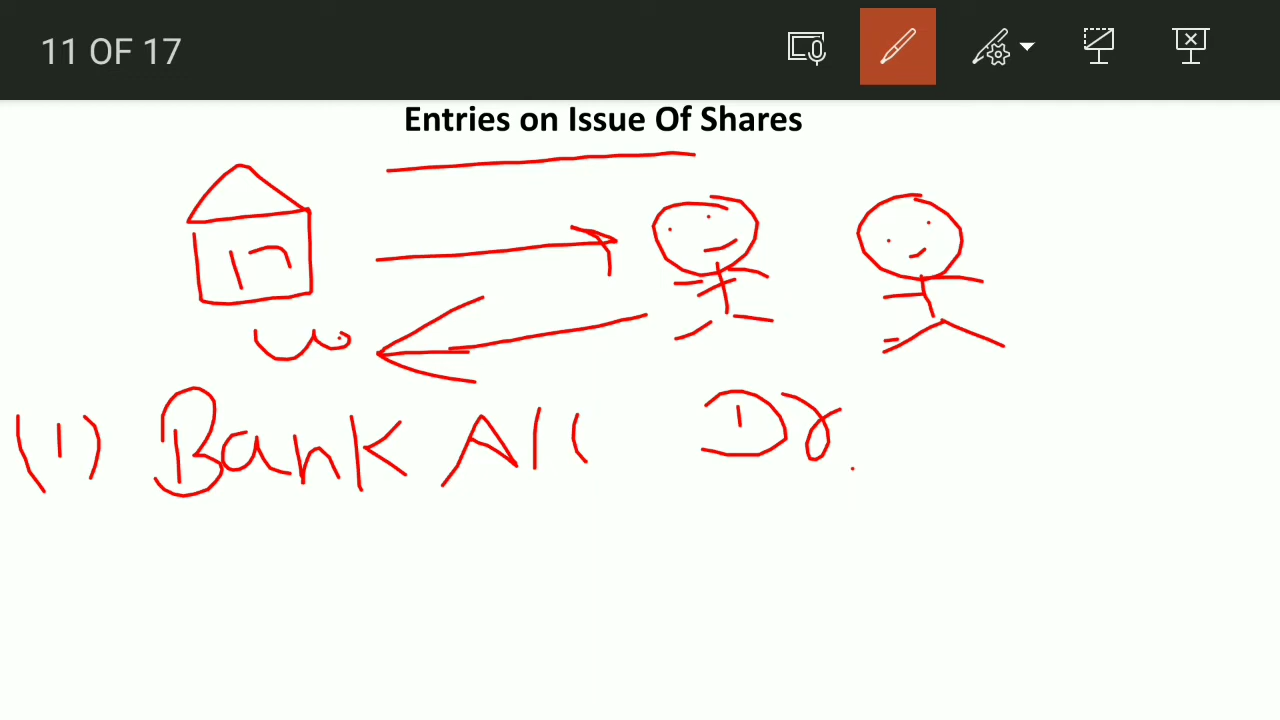 11 OF 17
Entries on Issue Of Shares
(1) Bank A/c Dr.